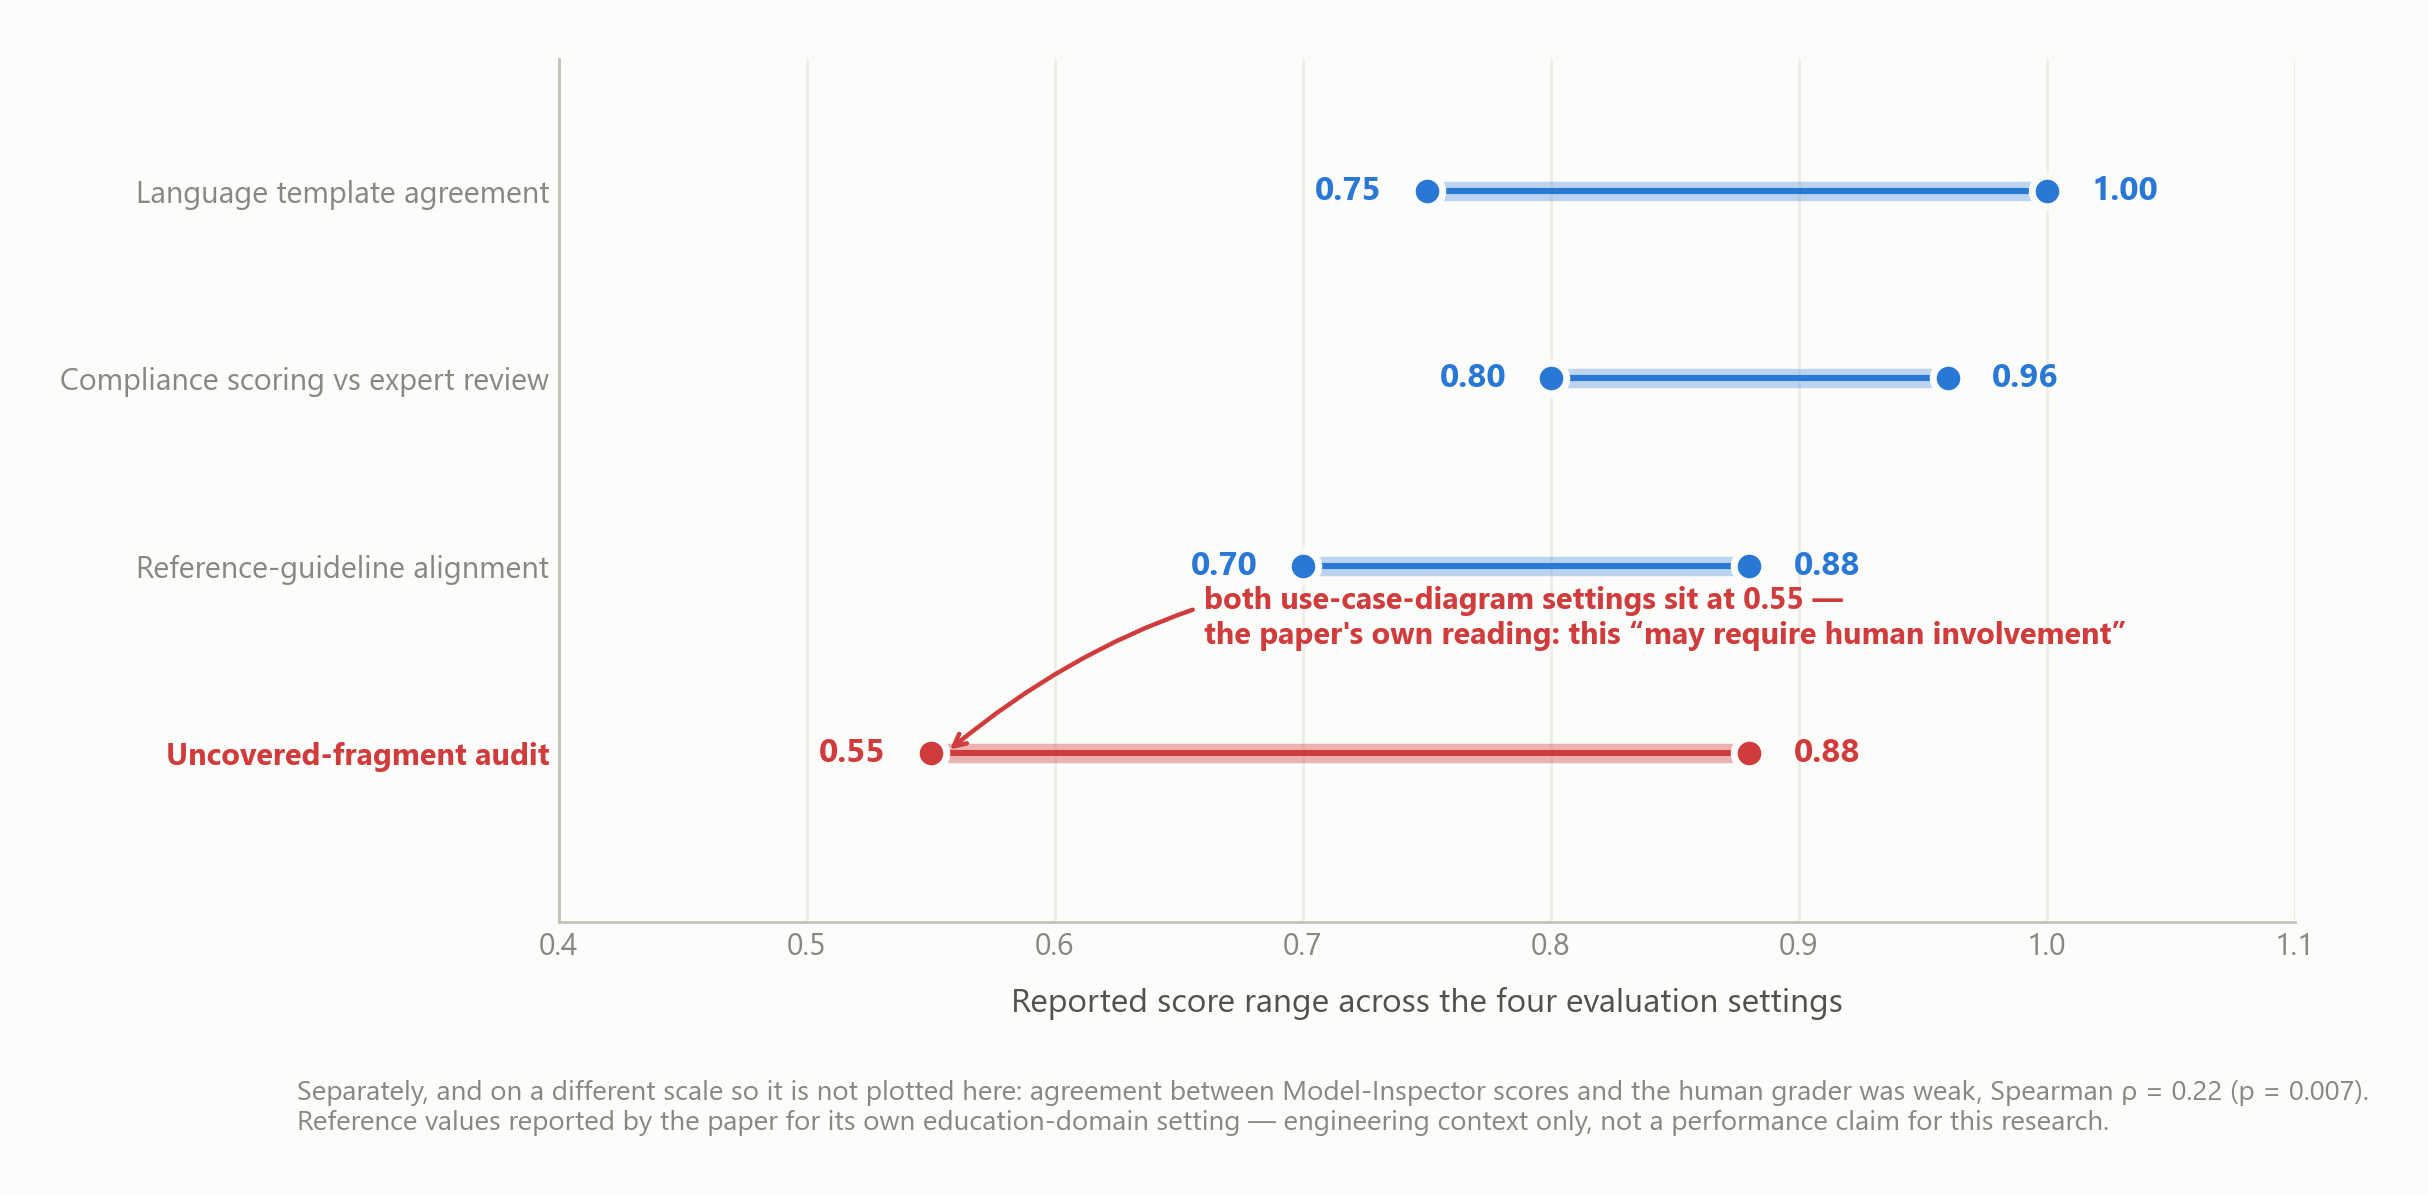 Language template agreement
0.75
1.00
Compliance scoring vs expert review
0.80
0.96
Reference-guideline alignment
0.70
0.88
both use-case-diagram settings sit at 0.55 —
the paper's own reading: this “may require human involvement”
Uncovered-fragment audit
0.55
0.88
0.4 0.5 0.6 0.7 0.8 0.9 1.0 1.1
Reported score range across the four evaluation settings
Separately, and on a different scale so it is not plotted here: agreement between Model-Inspector scores and the human grader was weak, Spearman ρ = 0.22 (p = 0.007).
Reference values reported by the paper for its own education-domain setting — engineering context only, not a performance claim for this research.